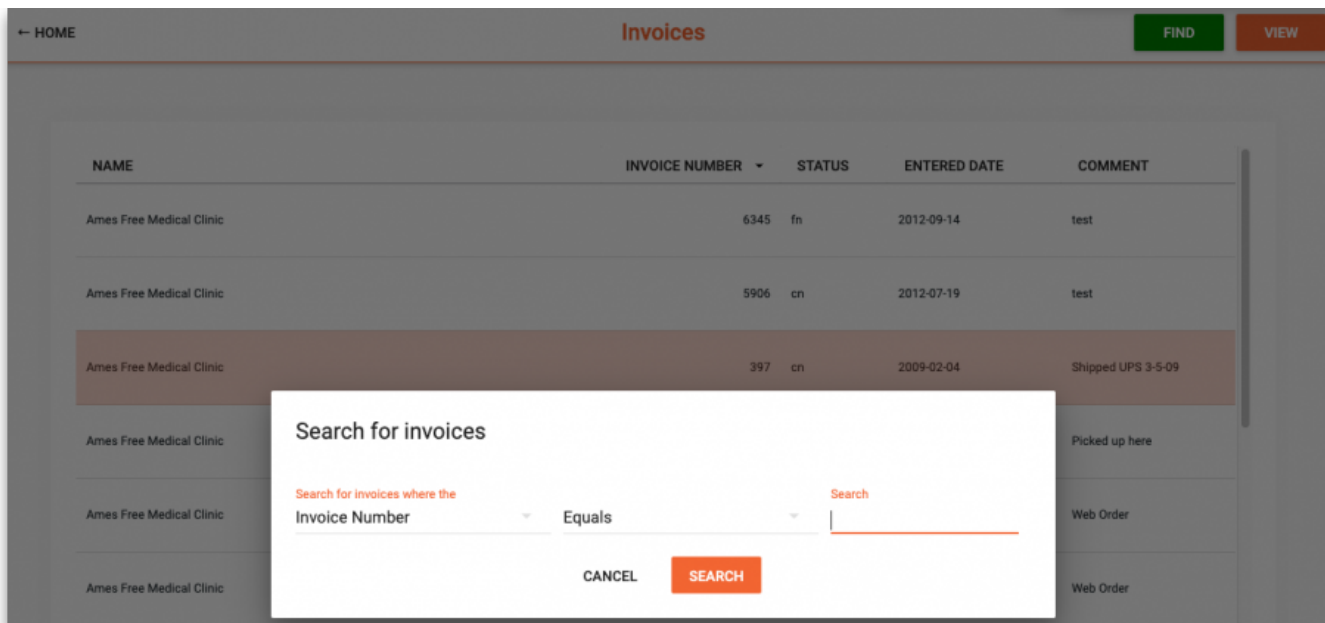 ← HOME Invoices FIND VIEW
NAME INVOICE NUMBER STATUS ENTERED DATE COMMENT
Ames Free Medical Clinic 6345 fn 2012-09-14 test
Ames Free Medical Clinic 5906 cn 2012-07-19 test
Ames Free Medical Clinic 397 cn 2009-02-04 Shipped UPS 3-5-09
Ames Free Medical Clinic Picked up here
Ames Free Medical Clinic Web Order
Ames Free Medical Clinic Web Order
Search for invoices
Search for invoices where the Search
Invoice Number Equals
CANCEL SEARCH